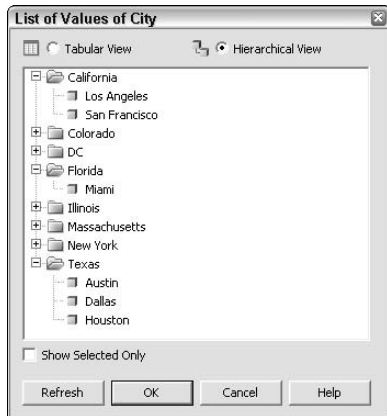 List of Values of City
Tabular View Hierarchical View
California
Los Angeles
San Francisco
Colorado
DC
Florida
Miami
Illinois
Massachusetts
New York
Texas
Austin
Dallas
Houston
Show Selected Only
Refresh OK Cancel Help